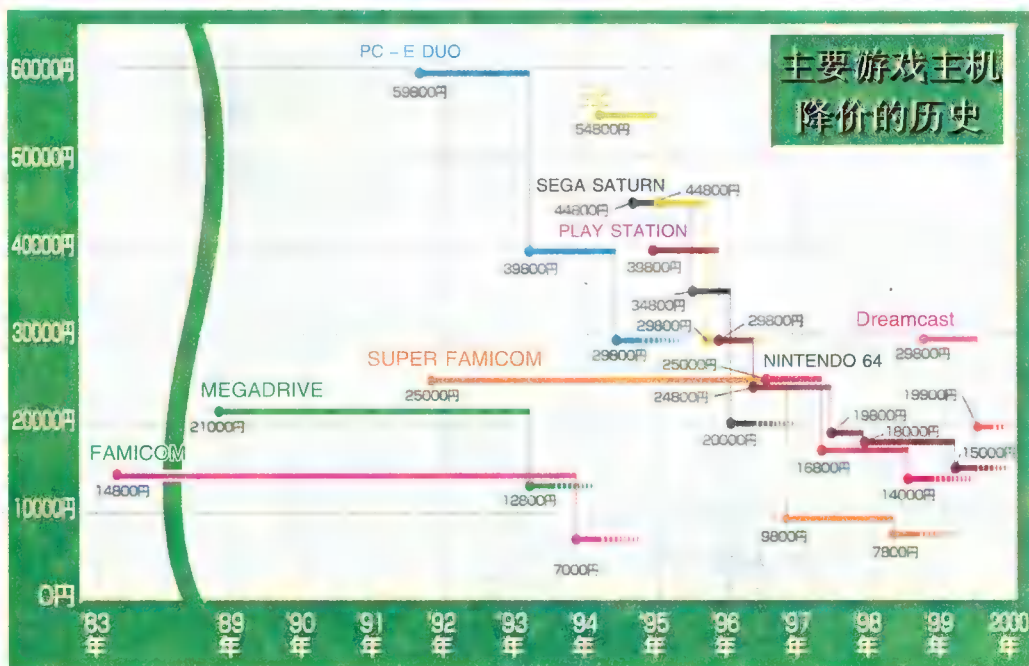 主要游戏主机
降价的历史
60000円
50000円
40000円
30000円
20000円
10000円
0円
PC-E DUO
59800円
39800円
29800円
54800円
44800円
29800円
SEGA SATURN
44800円
34800円
20000円
PLAY STATION
39800円
29800円
24800円
19800円
18000円
15000円
NINTENDO 64
25000円
16800円
14000円
Dreamcast
29800円
19900円
SUPER FAMICOM
25000円
9800円
7800円
MEGADRIVE
21000円
12800円
FAMICOM
14800円
7000円
'83年
'89年
'90年
'91年
'92年
'93年
'94年
'95年
'96年
'97年
'98年
'99年
2000年